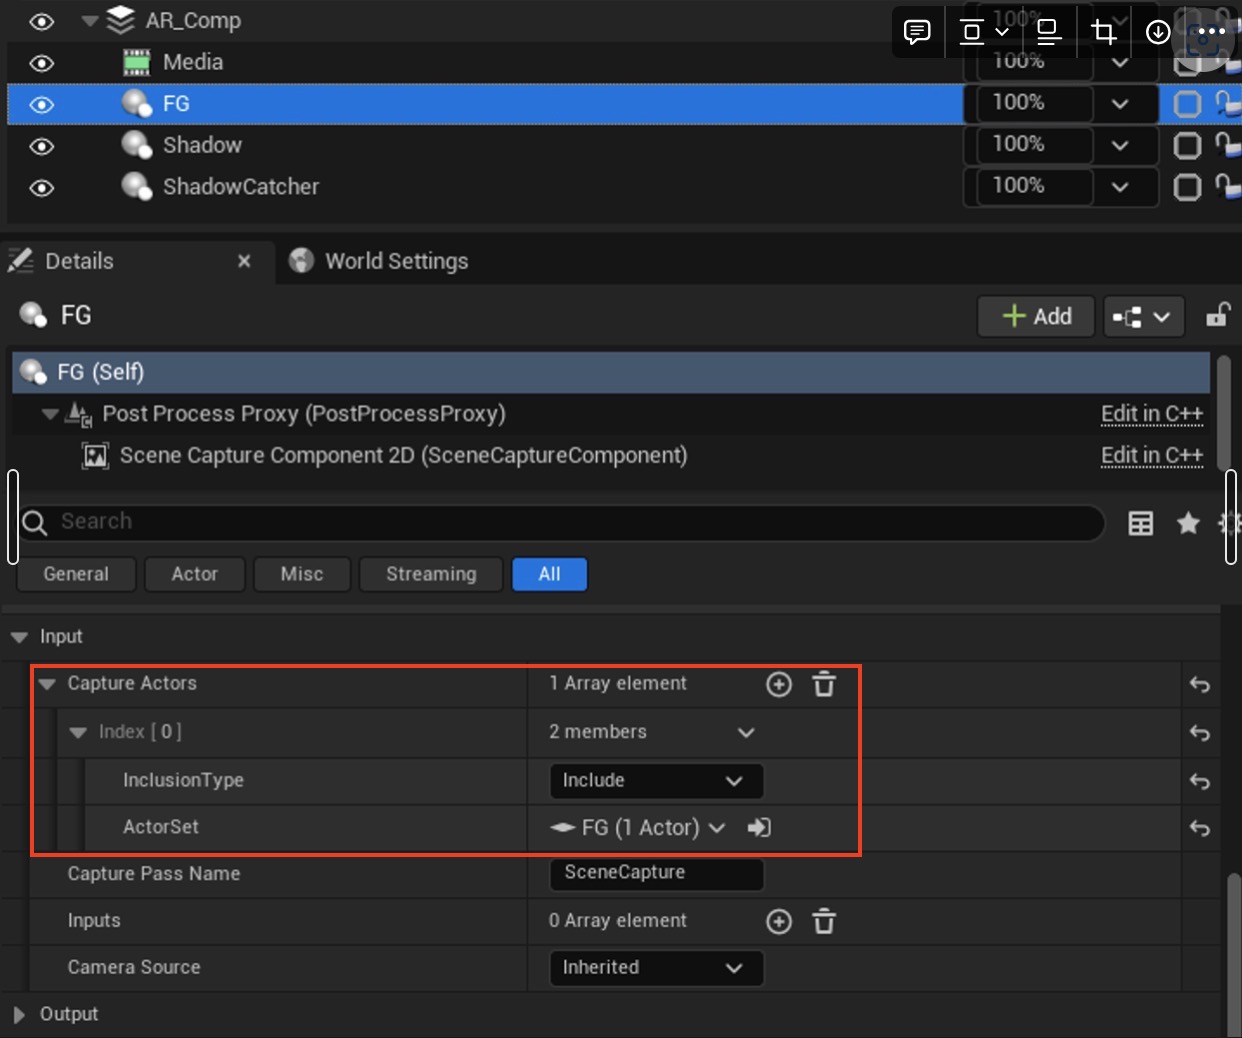 AR_Comp 100%
Media 100%
FG 100%
Shadow 100%
ShadowCatcher 100%
Details × World Settings
FG + Add
FG (Self)
Post Process Proxy (PostProcessProxy) Edit in C++
Scene Capture Component 2D (SceneCaptureComponent) Edit in C++
Search
General Actor Misc Streaming All
Input
Capture Actors 1 Array element
Index [ 0 ] 2 members
InclusionType Include
ActorSet FG (1 Actor)
Capture Pass Name SceneCapture
Inputs 0 Array element
Camera Source Inherited
Output